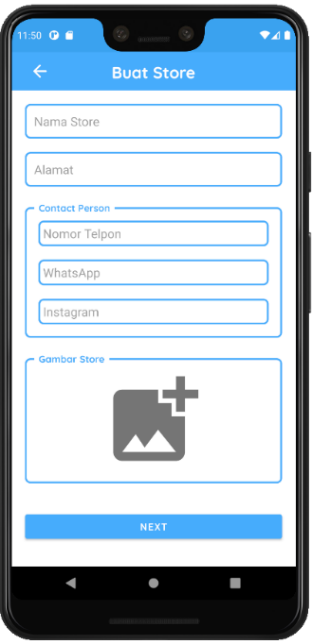 11:50
Buat Store
Nama Store
Alamat
Contact Person
Nomor Telpon
WhatsApp
Instagram
Gambar Store
NEXT